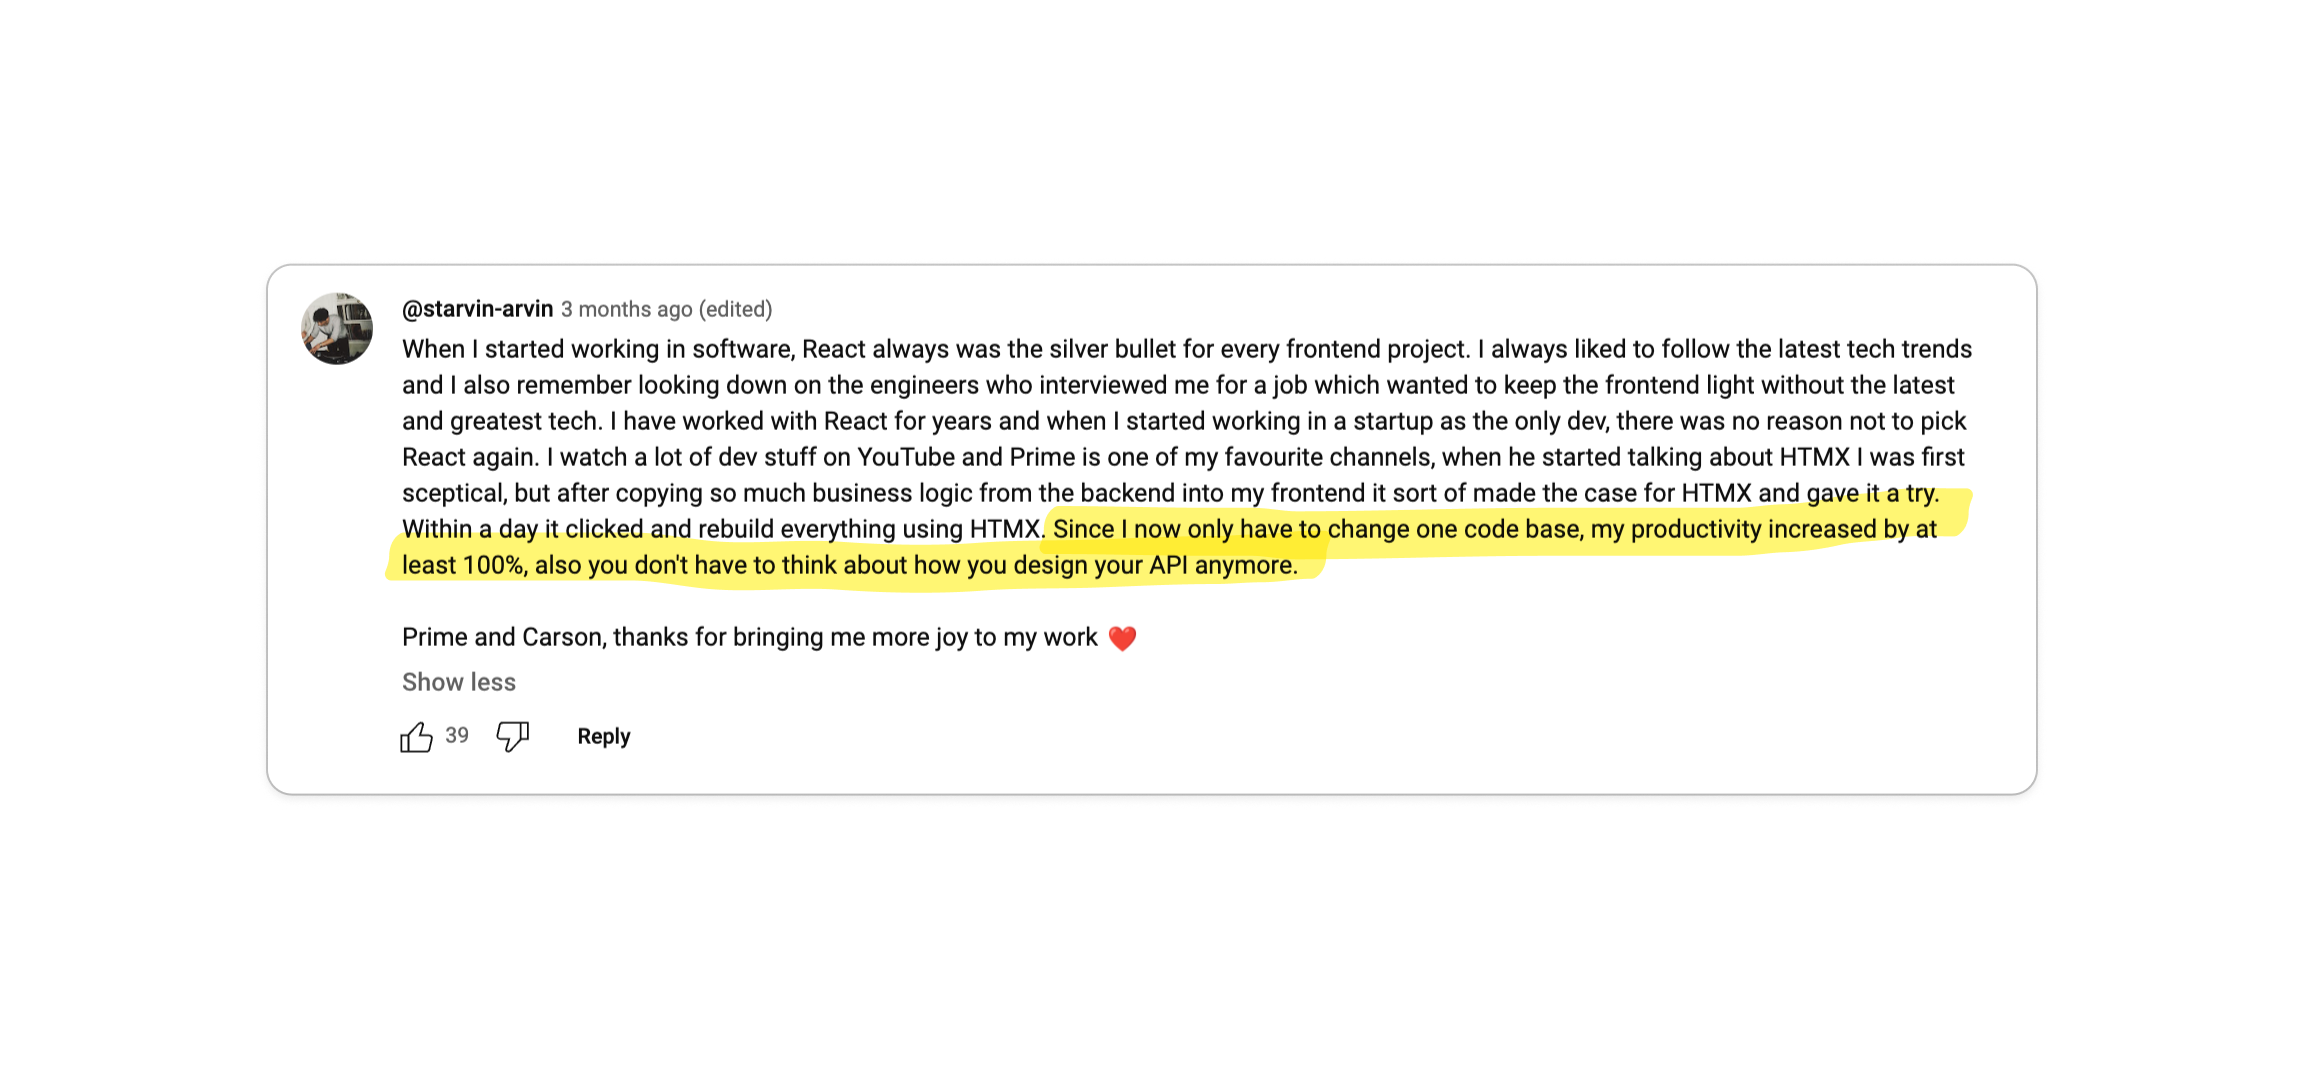 @starvin-arvin 3 months ago (edited)
When I started working in software, React always was the silver bullet for every frontend project. I always liked to follow the latest tech trends
and I also remember looking down on the engineers who interviewed me for a job which wanted to keep the frontend light without the latest
and greatest tech. I have worked with React for years and when I started working in a startup as the only dev, there was no reason not to pick
React again. I watch a lot of dev stuff on YouTube and Prime is one of my favourite channels, when he started talking about HTMX I was first
sceptical, but after copying so much business logic from the backend into my frontend it sort of made the case for HTMX and gave it a try.
Within a day it clicked and rebuild everything using HTMX. Since I now only have to change one code base, my productivity increased by at
least 100%, also you don't have to think about how you design your API anymore.
Prime and Carson, thanks for bringing me more joy to my work ❤️
Show less
39 Reply